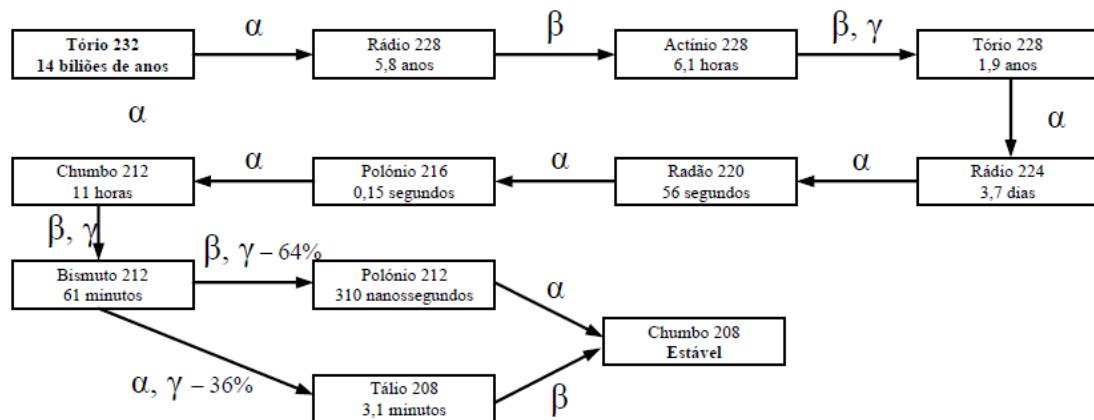 α
β
β, γ
Tório 232
14 biliões de anos
Rádio 228
5,8 anos
Actínio 228
6,1 horas
Tório 228
1,9 anos
α
α
α
α
α
Chumbo 212
11 horas
Polónio 216
0,15 segundos
Radão 220
56 segundos
Rádio 224
3,7 dias
β, γ
β, γ – 64%
Bismuto 212
61 minutos
Polónio 212
310 nanossegundos
α
Chumbo 208
Estável
α, γ – 36%
Tálio 208
3,1 minutos
β